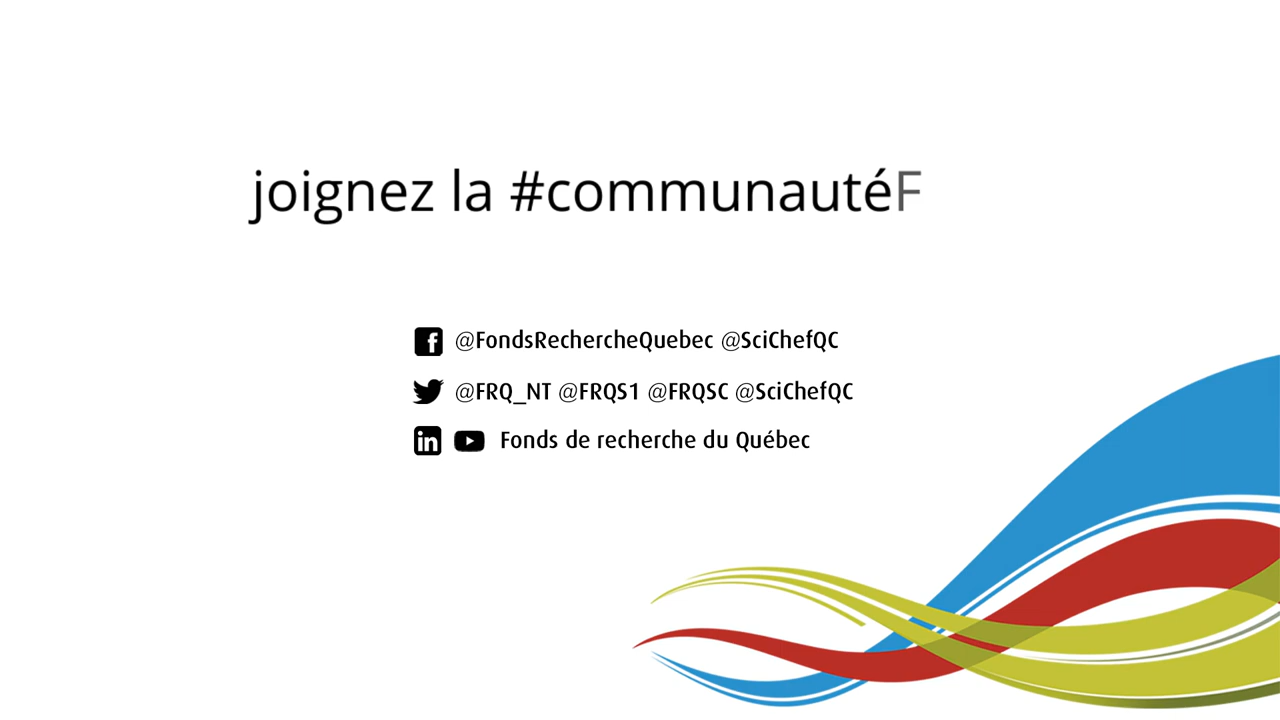 joignez la #communautéF
@FondsRechercheQuebec @SciChefQC
@FRQ_NT @FRQS1 @FRQSC @SciChefQC
Fonds de recherche du Québec